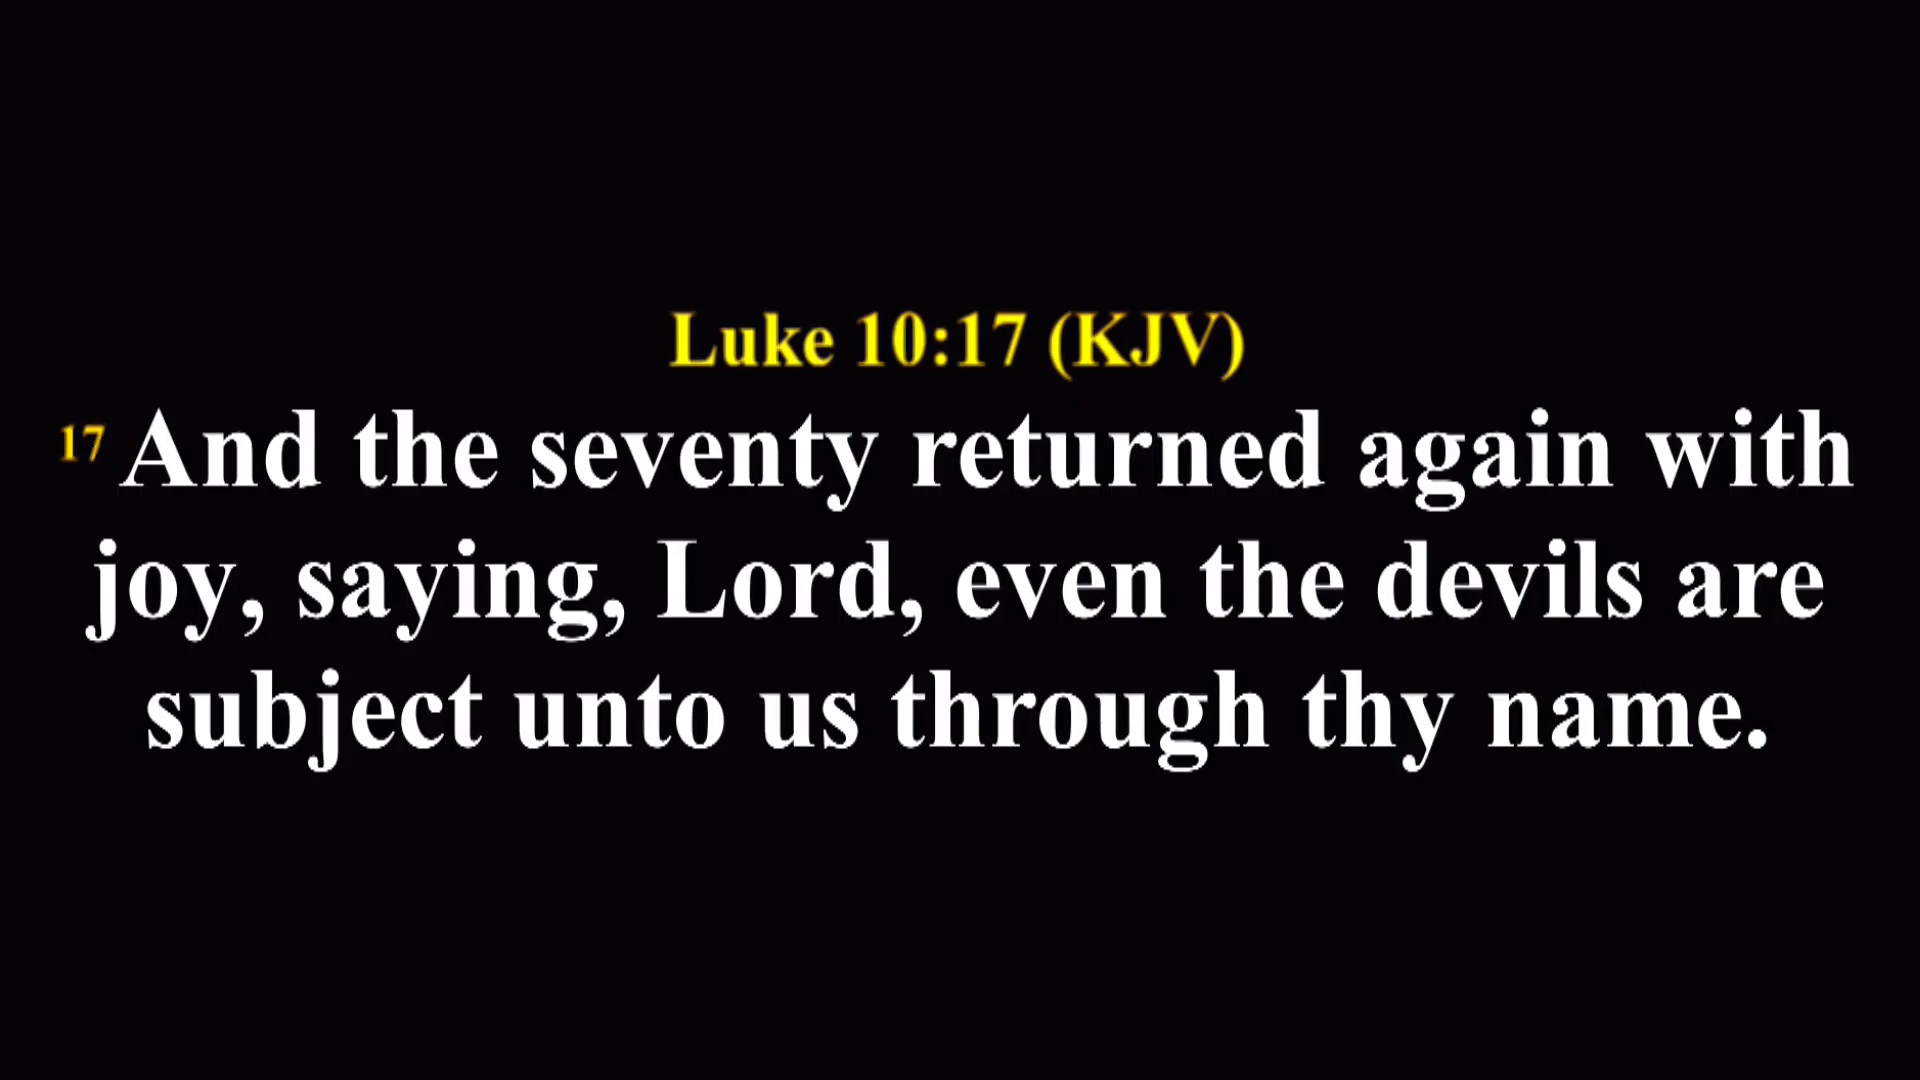 Luke 10:17 (KJV)
17 And the seventy returned again with
joy, saying, Lord, even the devils are
subject unto us through thy name.